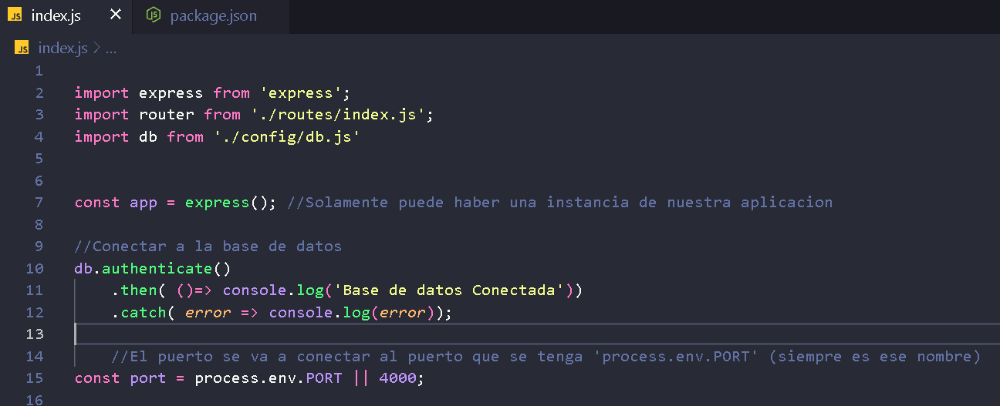 JS index.js × JS package.json
JS index.js > ...
1
2 import express from 'express';
3 import router from './routes/index.js';
4 import db from './config/db.js'
5
6
7 const app = express(); //Solamente puede haber una instancia de nuestra aplicacion
8
9 //Conectar a la base de datos
10 db.authenticate()
11 .then( ()=> console.log('Base de datos Conectada'))
12 .catch( error => console.log(error));
13
14 //El puerto se va a conectar al puerto que se tenga 'process.env.PORT' (siempre es ese nombre)
15 const port = process.env.PORT || 4000;
16